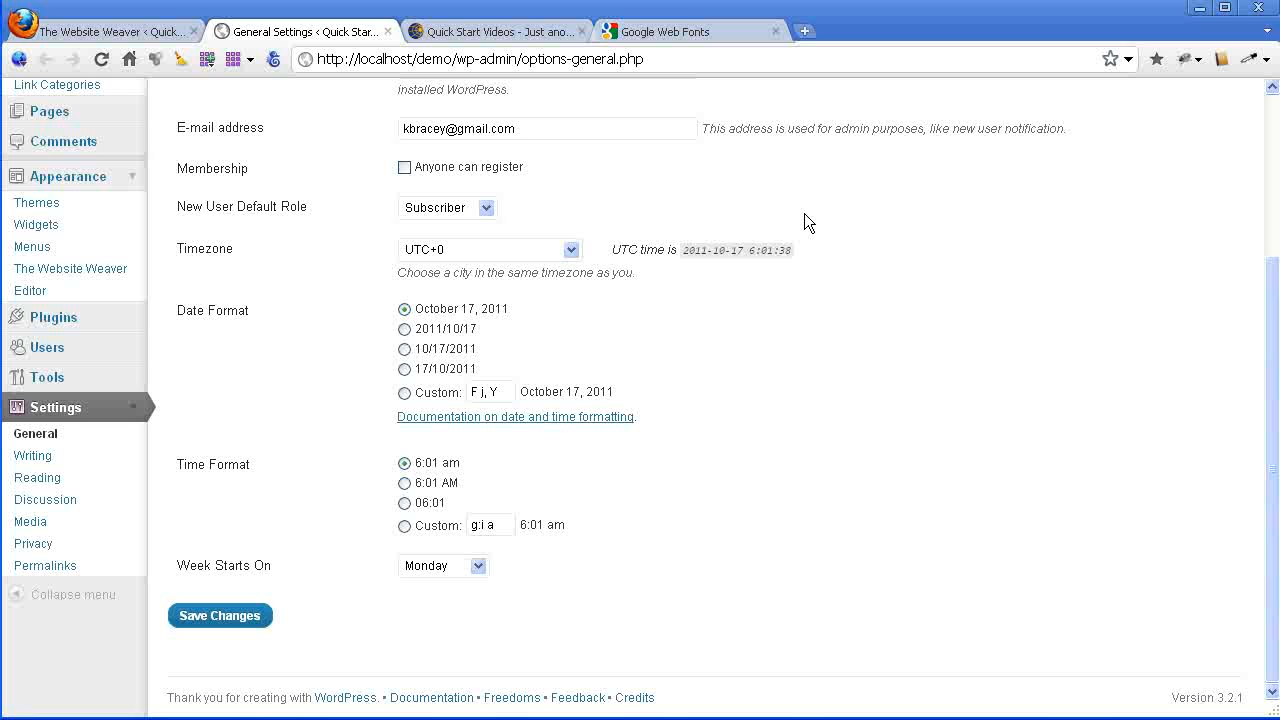 The Website Weaver ‹ Quick...
General Settings ‹ Quick Star...
Quick Start Videos - Just ano...
Google Web Fonts
http://localhost/demo/wp-admin/options-general.php
Link Categories
Pages
Comments
Appearance
Themes
Widgets
Menus
The Website Weaver
Editor
Plugins
Users
Tools
Settings
General
Writing
Reading
Discussion
Media
Privacy
Permalinks
Collapse menu
installed WordPress.
E-mail address kbracey@gmail.com This address is used for admin purposes, like new user notification.
Membership Anyone can register
New User Default Role Subscriber
Timezone UTC+0 UTC time is 2011-10-17 6:01:38
Choose a city in the same timezone as you.
Date Format October 17, 2011
2011/10/17
10/17/2011
17/10/2011
Custom: F j, Y October 17, 2011
Documentation on date and time formatting.
Time Format 6:01 am
6:01 AM
06:01
Custom: g:i a 6:01 am
Week Starts On Monday
Save Changes
Thank you for creating with WordPress. • Documentation • Freedoms • Feedback • Credits
Version 3.2.1